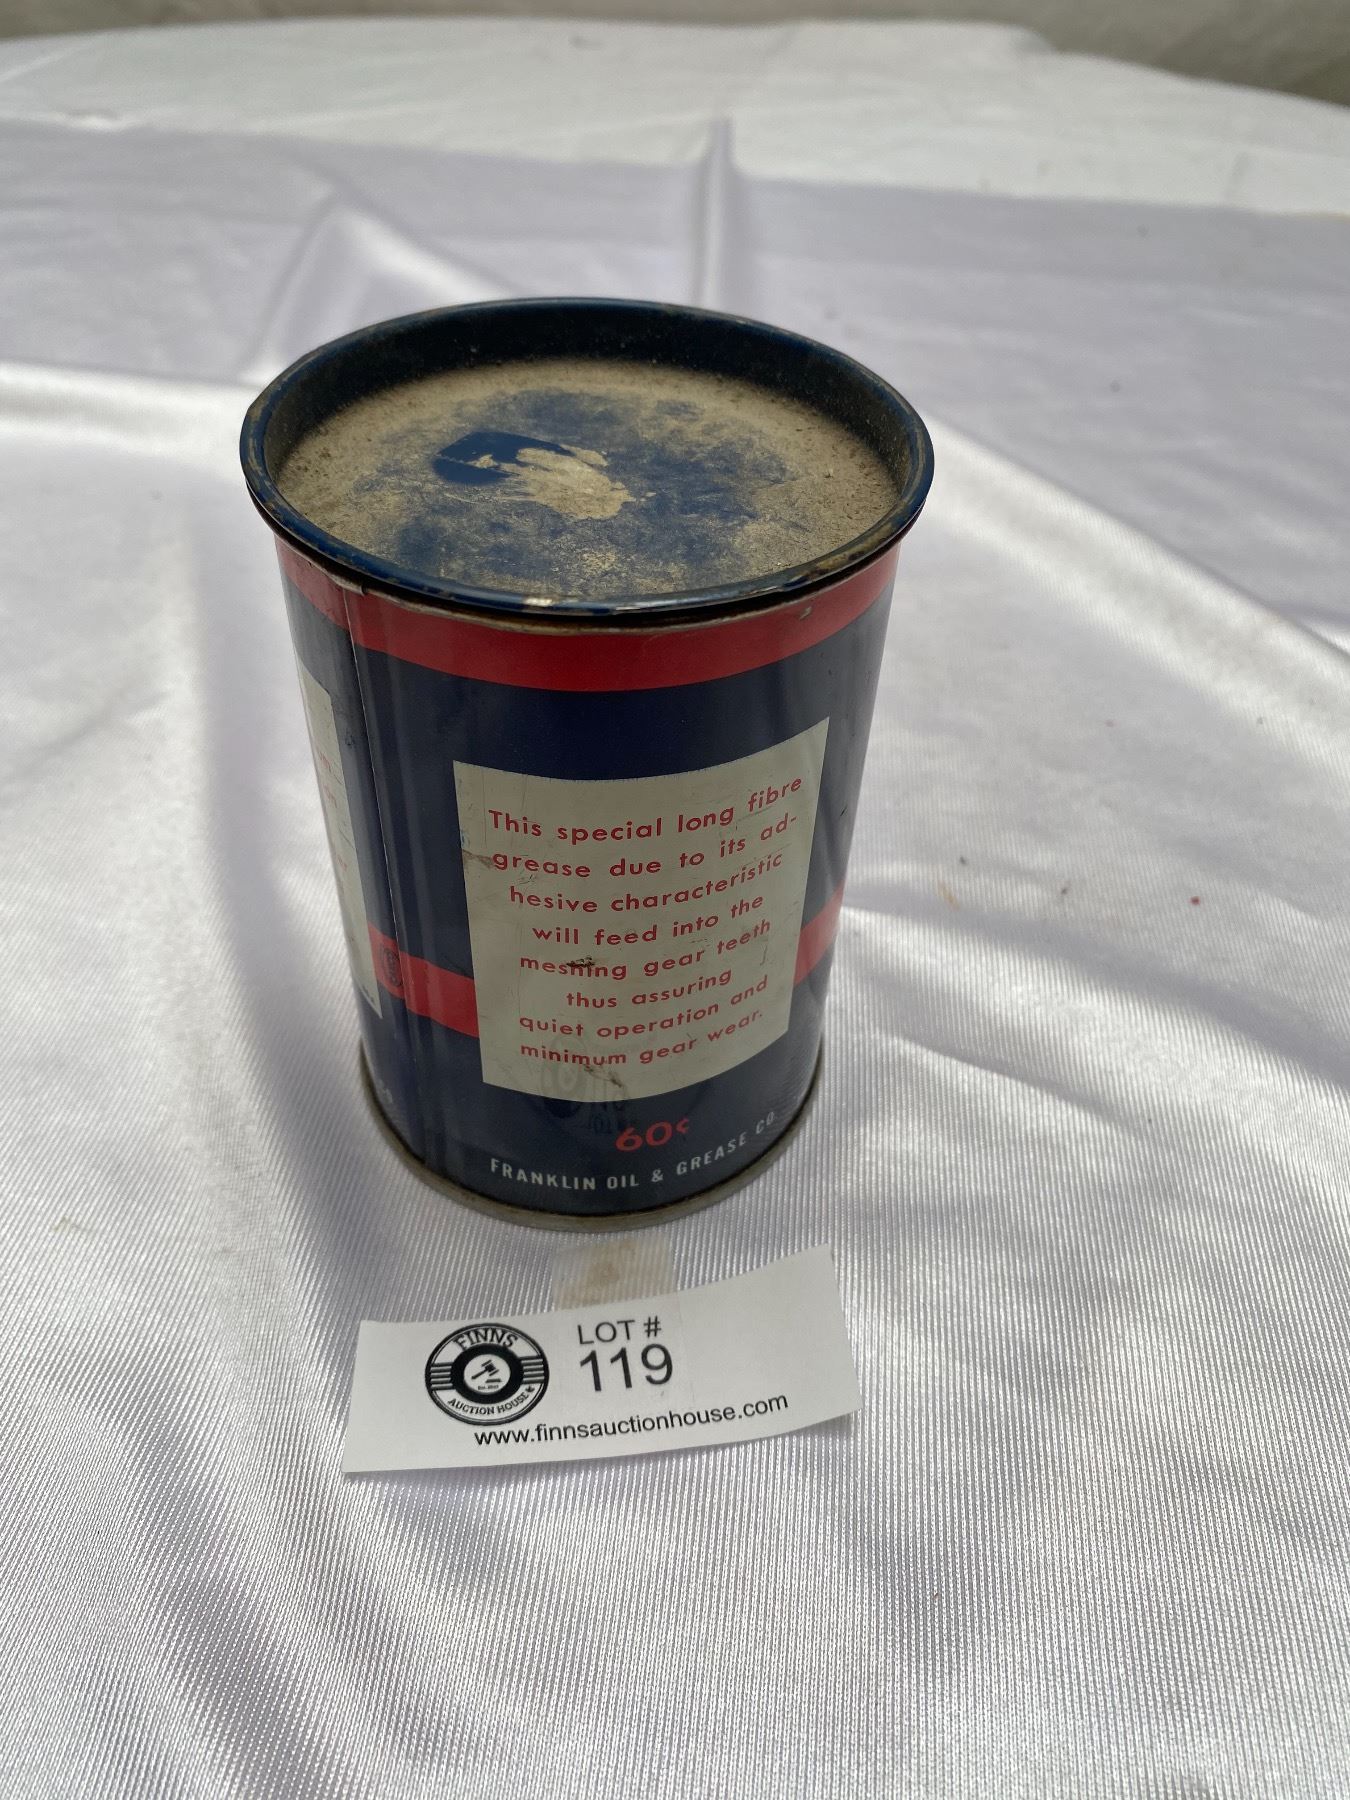 This special long fibre
grease due to its ad-
hesive characteristic
will feed into the
meshing gear teeth
thus assuring
quiet operation and
minimum gear wear.
60¢
FRANKLIN OIL & GREASE CO.
FINNS
AUCTION HOUSE
LOT #
119
www.finnsauctionhouse.com